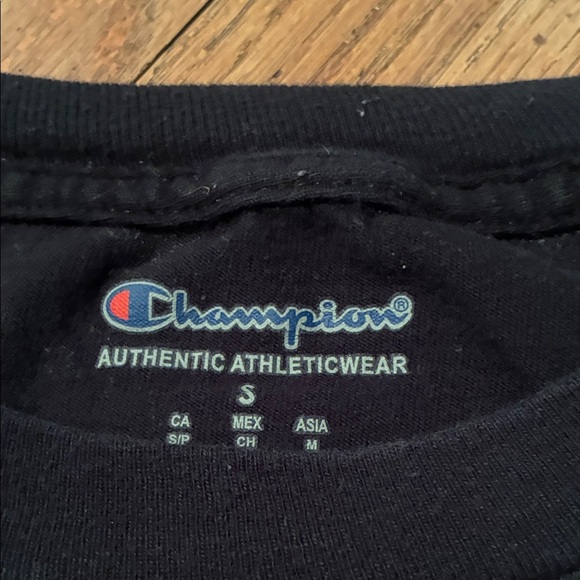 Champion®
AUTHENTIC ATHLETICWEAR
S
CA MEX ASIA
S/P CH M